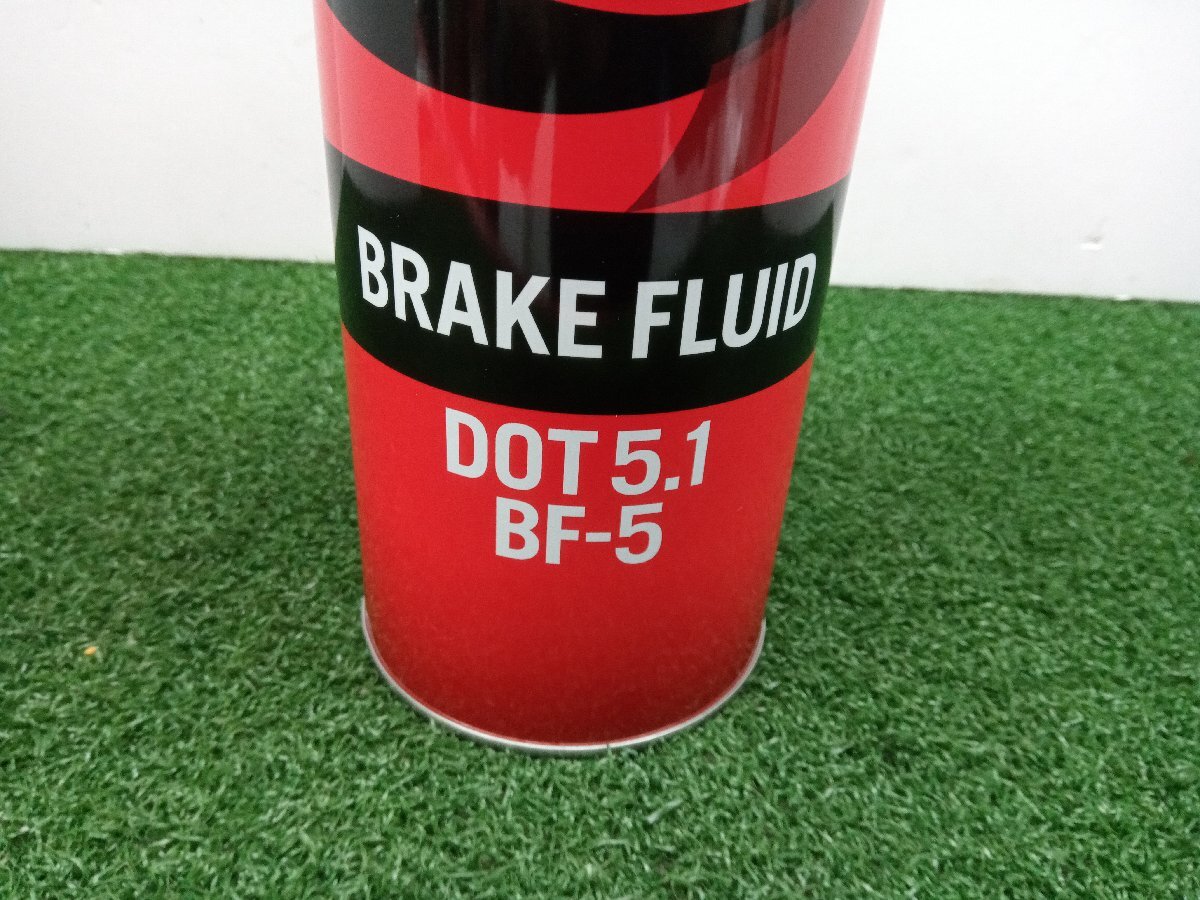 BRAKE FLUID
DOT 5.1
BF-5